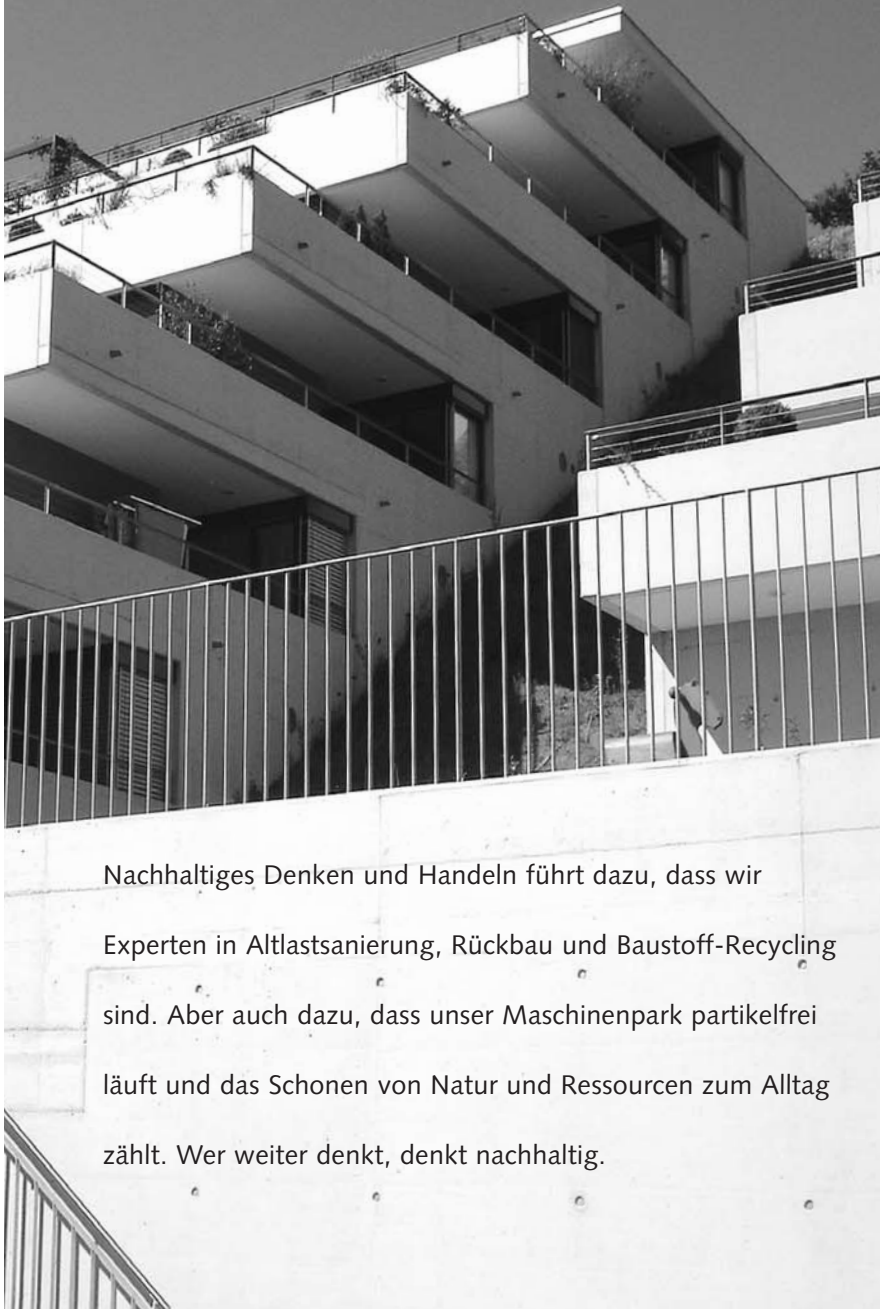 Nachhaltiges Denken und Handeln führt dazu, dass wir
Experten in Altlastsanierung, Rückbau und Baustoff-Recycling
sind. Aber auch dazu, dass unser Maschinenpark partikelfrei
läuft und das Schonen von Natur und Ressourcen zum Alltag
zählt. Wer weiter denkt, denkt nachhaltig.